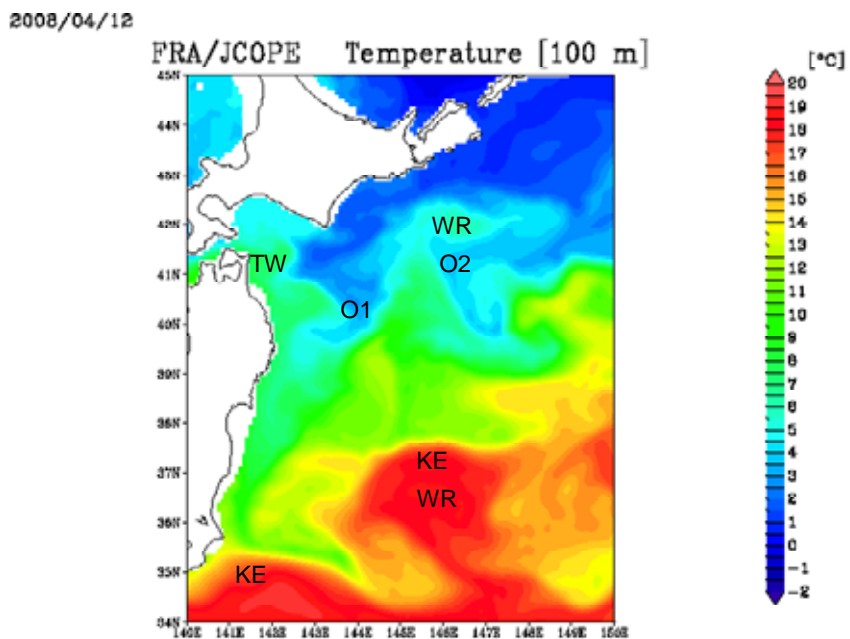 2008/04/12
FRA/JCOPE Temperature [100 m]
[°C]
45N
44N
43N
42N
41N
40N
39N
38N
37N
36N
35N
34N
WR
TW
O2
O1
KE
WR
KE
140E 141E 142E 143E 144E 145E 146E 147E 148E 149E 150E
20
19
18
17
16
15
14
13
12
11
10
9
8
7
6
5
4
3
2
1
0
-1
-2